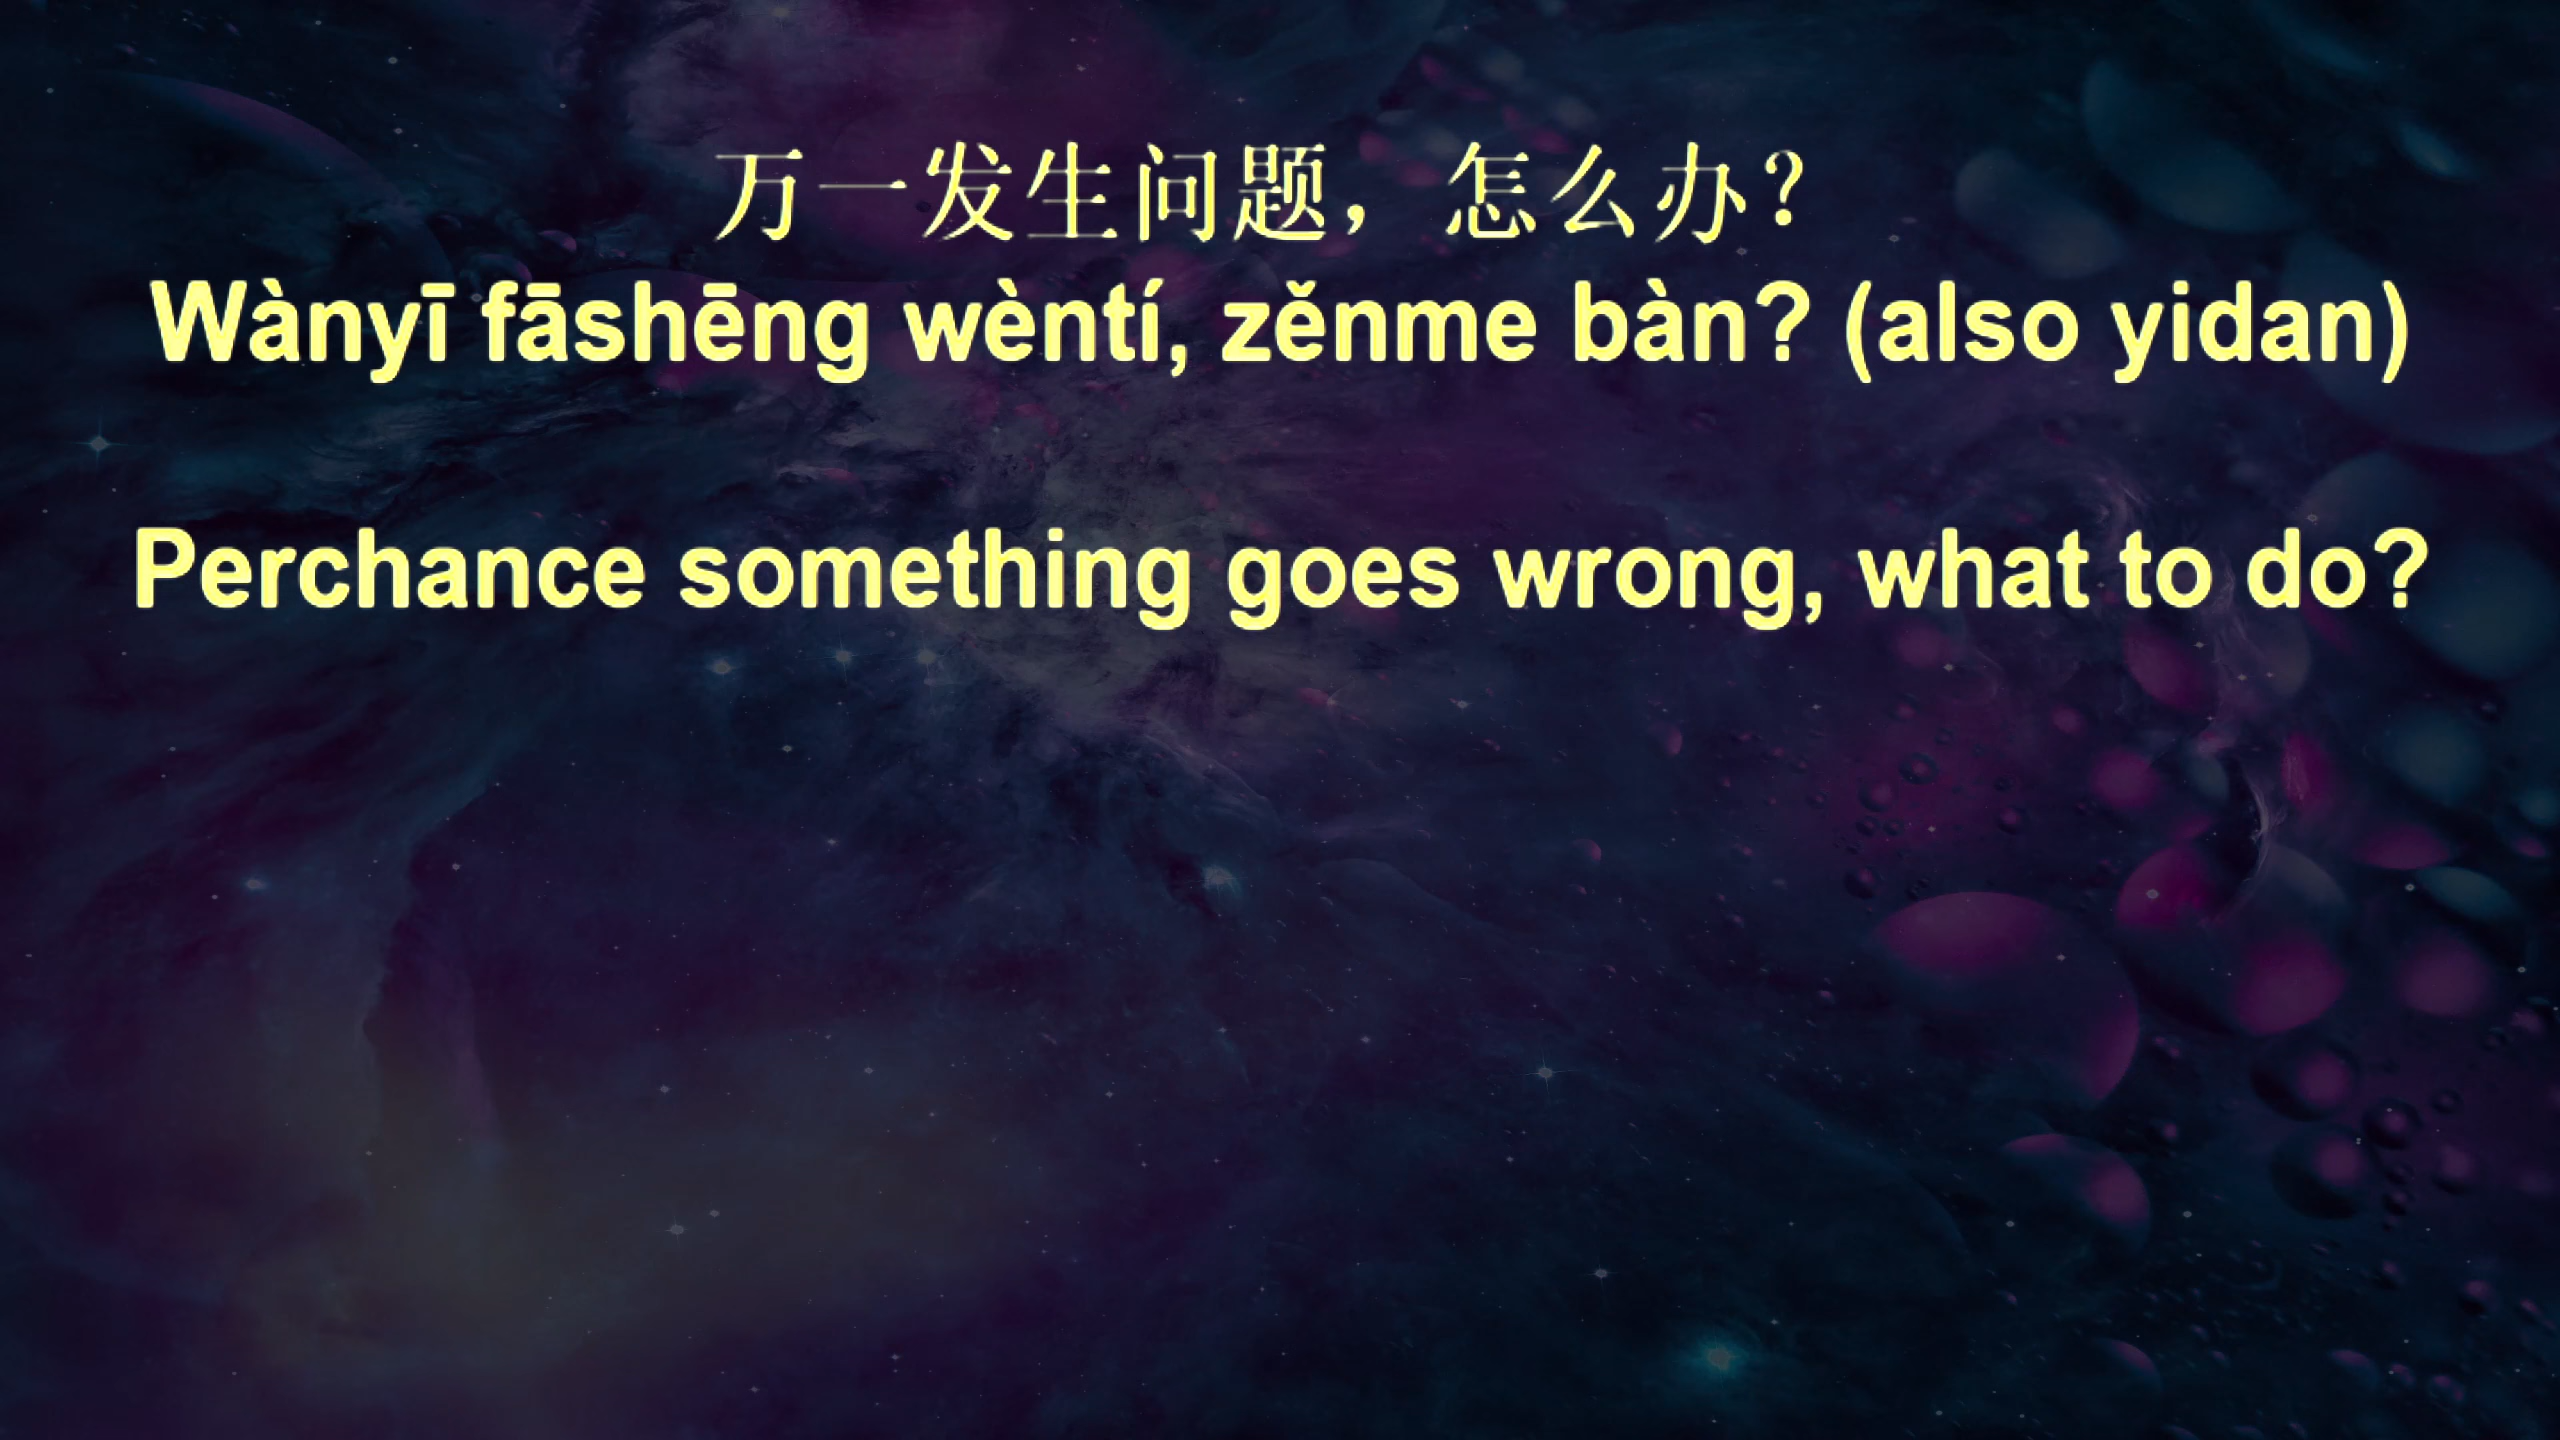 万一发生问题，怎么办？
Wànyī fāshēng wèntí, zěnme bàn? (also yidan)
Perchance something goes wrong, what to do?